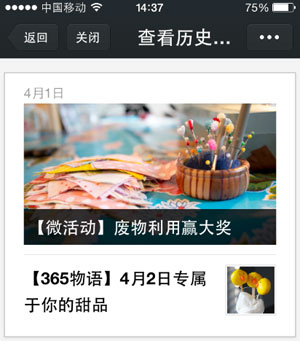 中国移动 14:37 75%
返回 关闭 查看历史... •••
4月1日
【微活动】废物利用赢大奖
【365物语】4月2日专属
于你的甜品